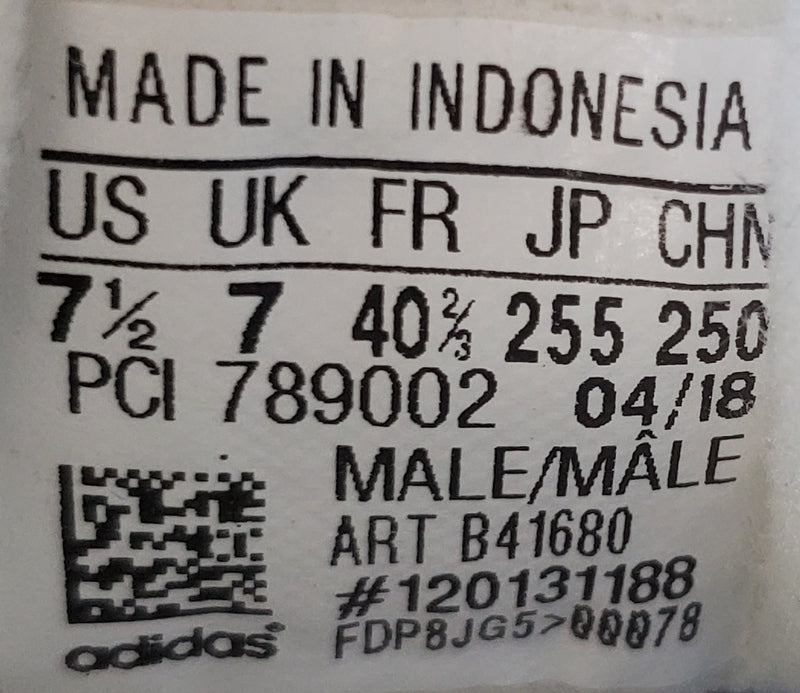 MADE IN INDONESIA
US UK FR JP CHN
7½ 7 40⅔ 255 250
PCI 789002 04/18
MALE/MÂLE
ART B41680
#120131188
FDP8JG5>00078
adidas